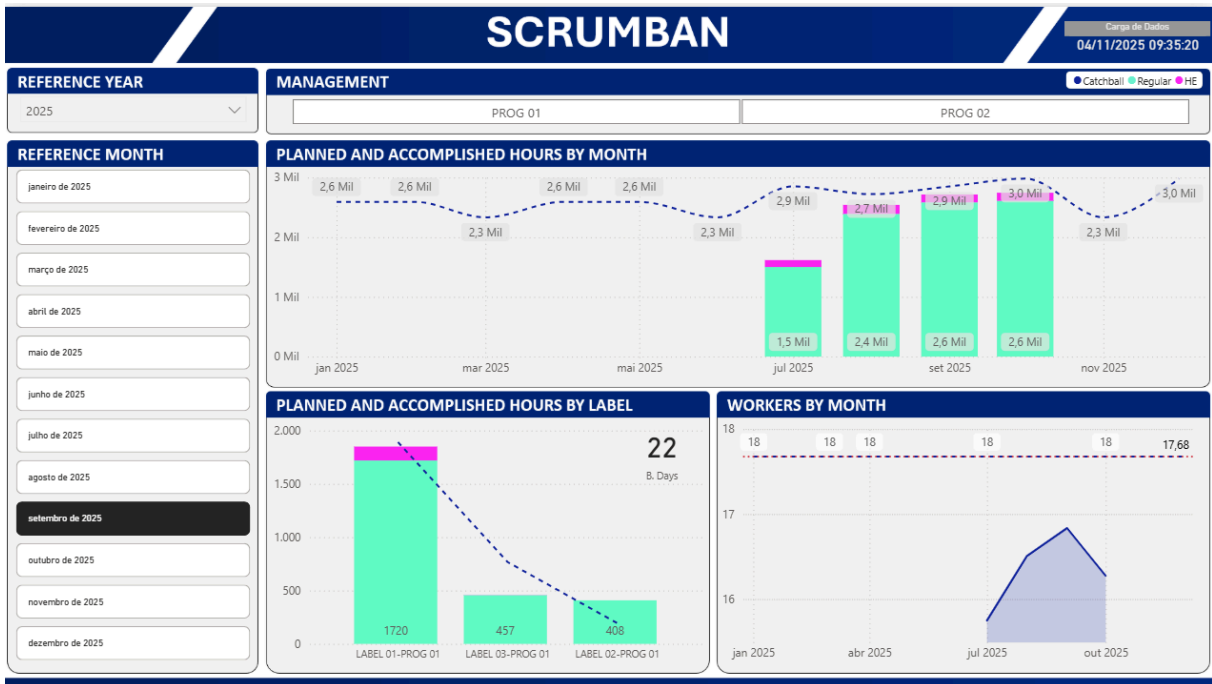 SCRUMBAN
Carga de Dados
04/11/2025 09:35:20
REFERENCE YEAR
2025
MANAGEMENT
Catchball Regular HE
PROG 01
PROG 02
REFERENCE MONTH
janeiro de 2025
fevereiro de 2025
março de 2025
abril de 2025
maio de 2025
junho de 2025
julho de 2025
agosto de 2025
setembro de 2025
outubro de 2025
novembro de 2025
dezembro de 2025
PLANNED AND ACCOMPLISHED HOURS BY MONTH
3 Mil
2 Mil
1 Mil
0 Mil
2,6 Mil
2,6 Mil
2,3 Mil
2,6 Mil
2,6 Mil
2,3 Mil
2,9 Mil
2,7 Mil
2,9 Mil
3,0 Mil
2,3 Mil
3,0 Mil
1,5 Mil
2,4 Mil
2,6 Mil
2,6 Mil
jan 2025
mar 2025
mai 2025
jul 2025
set 2025
nov 2025
PLANNED AND ACCOMPLISHED HOURS BY LABEL
2.000
1.500
1.000
500
0
22
B. Days
1720
457
408
LABEL 01-PROG 01
LABEL 03-PROG 01
LABEL 02-PROG 01
WORKERS BY MONTH
18
17
16
18
18
18
18
18
17,68
jan 2025
abr 2025
jul 2025
out 2025